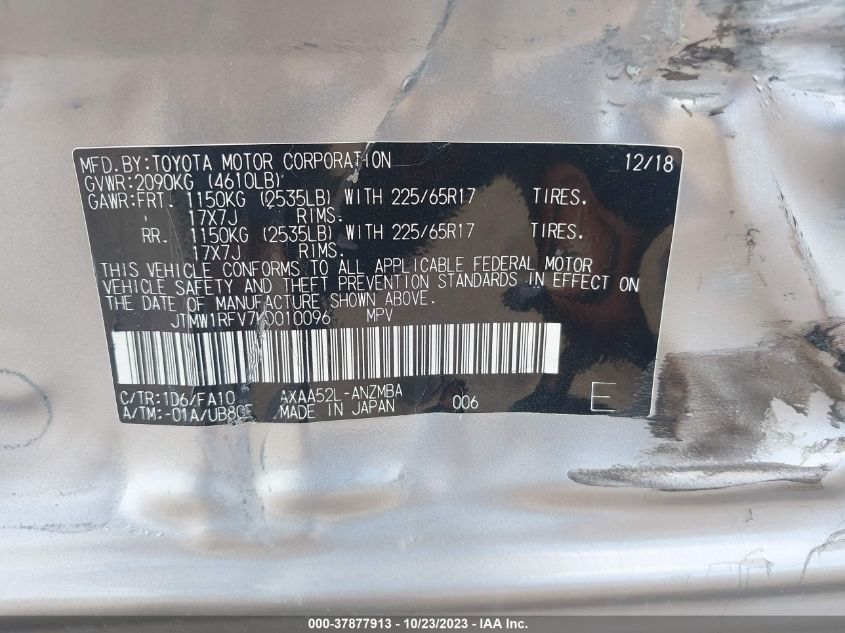 MFD.BY:TOYOTA MOTOR CORPORATION 12/18
GVWR:2090KG (4610LB)
GAWR:FRT. 1150KG (2535LB) WITH 225/65R17 TIRES.
17X7J RIMS.
RR. 1150KG (2535LB) WITH 225/65R17 TIRES.
17X7J RIMS.
THIS VEHICLE CONFORMS TO ALL APPLICABLE FEDERAL MOTOR
VEHICLE SAFETY AND THEFT PREVENTION STANDARDS IN EFFECT ON
THE DATE OF MANUFACTURE SHOWN ABOVE.
MPV
C/TR:1D6/FA10 AXAA52L-ANZMBA
A/TM:-01A/UB80F MADE IN JAPAN 006 E
000-37877913 - 10/23/2023 - IAAI.COM